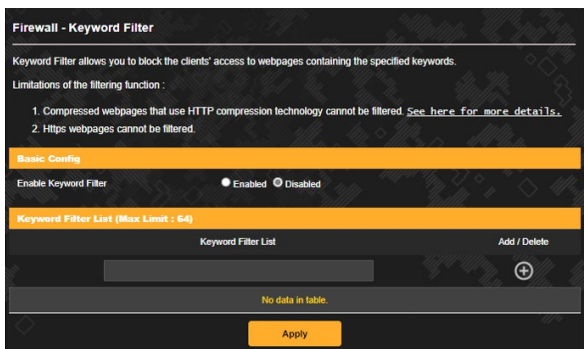 Firewall - Keyword Filter
Keyword Filter allows you to block the clients' access to webpages containing the specified keywords.
Limitations of the filtering function :
1. Compressed webpages that use HTTP compression technology cannot be filtered. See here for more details.
2. Https webpages cannot be filtered.
Basic Config
Enable Keyword Filter Enabled Disabled
Keyword Filter List (Max Limit : 64)
Keyword Filter List Add / Delete
No data in table.
Apply